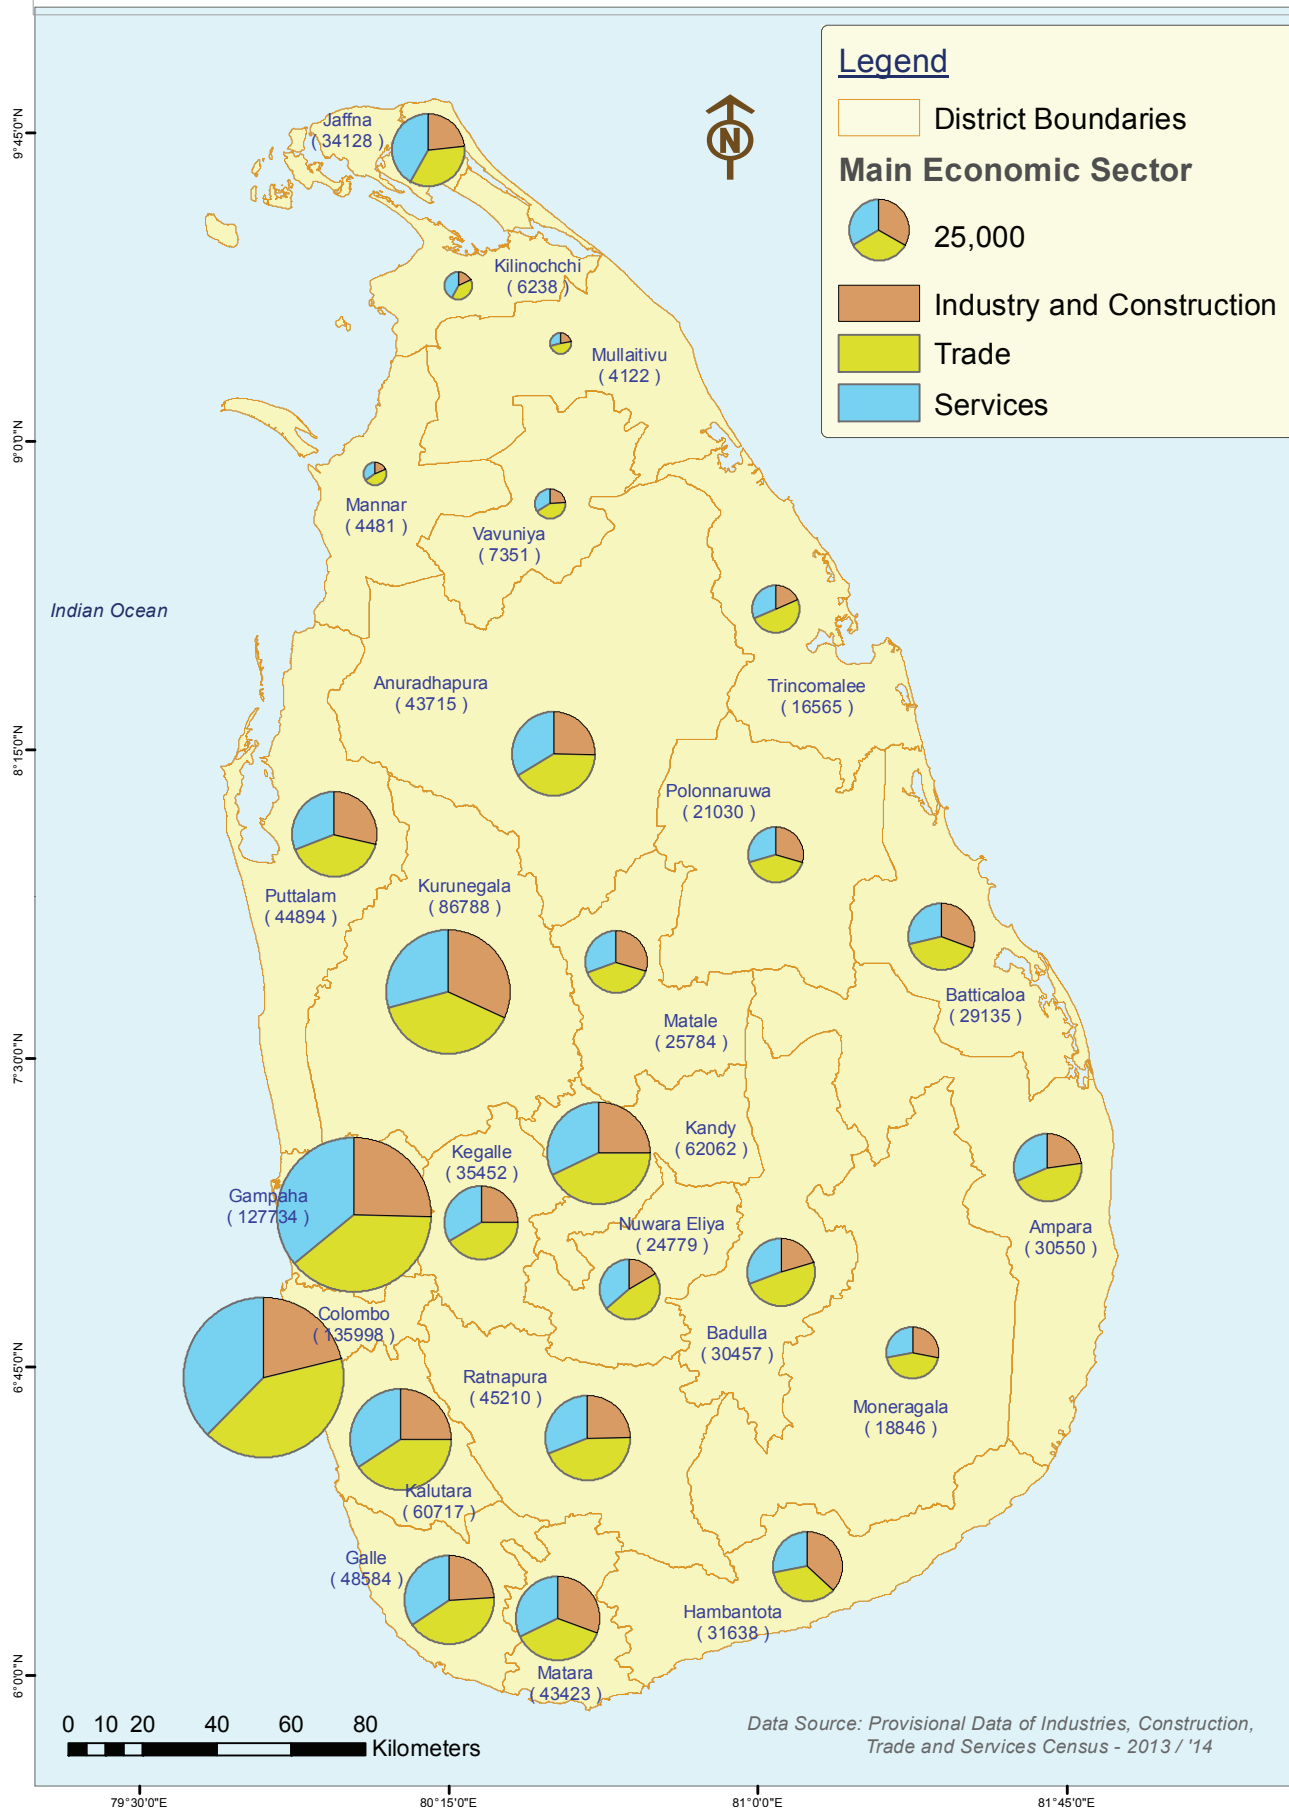 Legend
District Boundaries
Main Economic Sector
25,000
Industry and Construction
Trade
Services
N
Jaffna
( 34128 )
Kilinochchi
( 6238 )
Mullaitivu
( 4122 )
Mannar
( 4481 )
Vavuniya
( 7351 )
Indian Ocean
Trincomalee
( 16565 )
Anuradhapura
( 43715 )
Polonnaruwa
( 21030 )
Puttalam
( 44894 )
Kurunegala
( 86788 )
Batticaloa
( 29135 )
Matale
( 25784 )
Kandy
( 62062 )
Kegalle
( 35452 )
Gampaha
( 127734 )
Nuwara Eliya
( 24779 )
Ampara
( 30550 )
Colombo
( 135998 )
Badulla
( 30457 )
Ratnapura
( 45210 )
Moneragala
( 18846 )
Kalutara
( 60717 )
Galle
( 48584 )
Hambantota
( 31638 )
Matara
( 43423 )
0 10 20 40 60 80
Kilometers
Data Source: Provisional Data of Industries, Construction,
Trade and Services Census - 2013 / '14
9°45'0"N
9°0'0"N
8°15'0"N
7°30'0"N
6°45'0"N
6°0'0"N
79°30'0"E
80°15'0"E
81°0'0"E
81°45'0"E